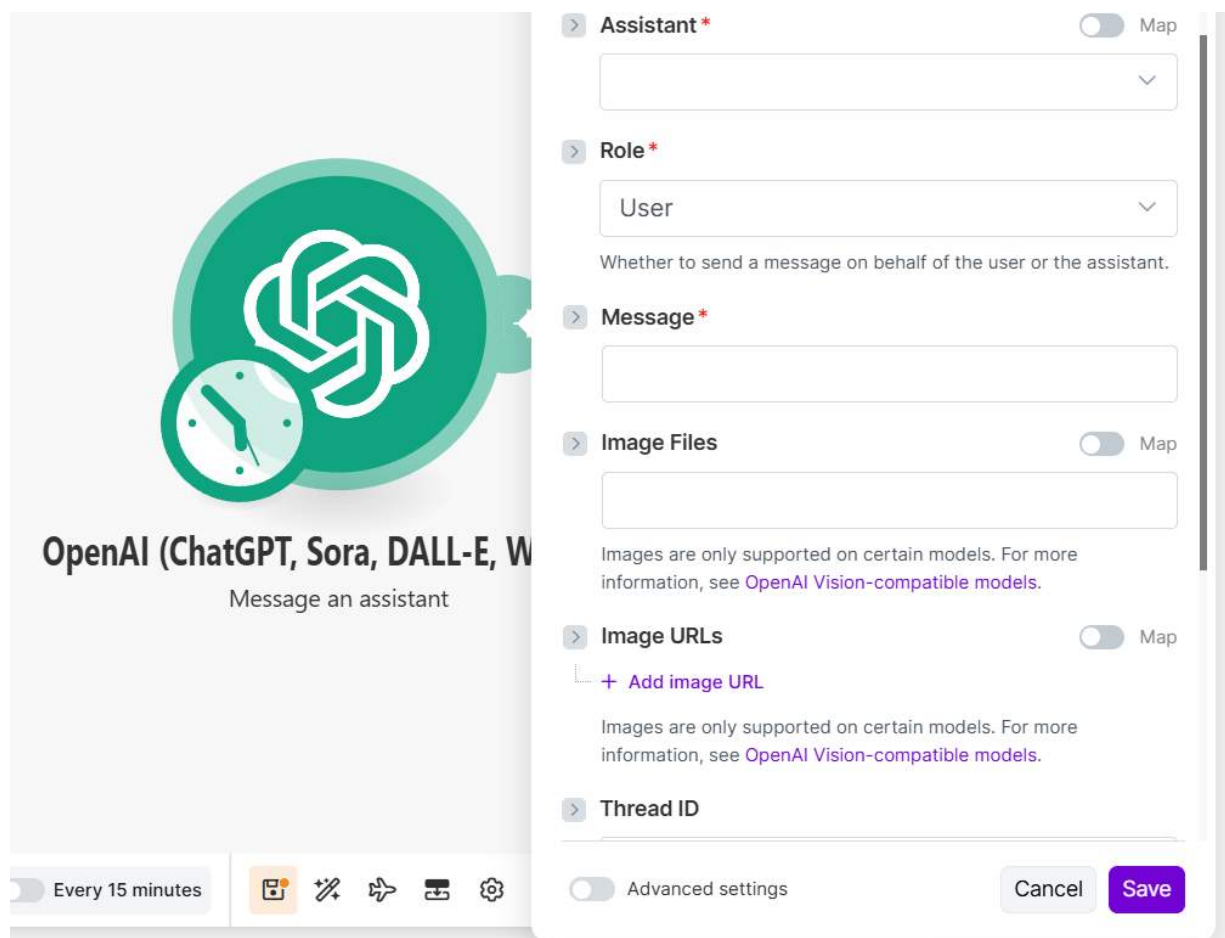 Assistant *
Map
Role *
User
Whether to send a message on behalf of the user or the assistant.
Message *
Image Files
Map
Images are only supported on certain models. For more
information, see OpenAI Vision-compatible models.
Image URLs
Map
+ Add image URL
Images are only supported on certain models. For more
information, see OpenAI Vision-compatible models.
Thread ID
Advanced settings
Cancel
Save
OpenAI (ChatGPT, Sora, DALL-E, W
Message an assistant
Every 15 minutes